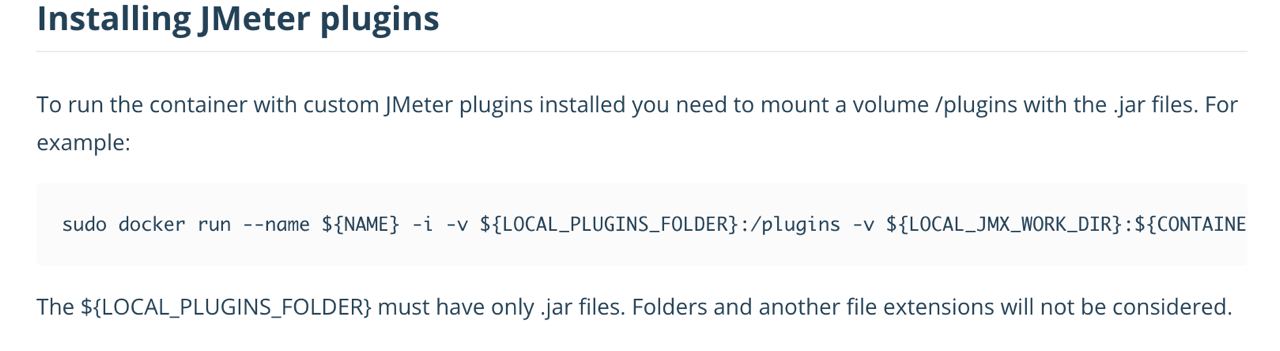 Installing JMeter plugins
To run the container with custom JMeter plugins installed you need to mount a volume /plugins with the .jar files. For
example:
sudo docker run --name ${NAME} -i -v ${LOCAL_PLUGINS_FOLDER}:/plugins -v ${LOCAL_JMX_WORK_DIR}:${CONTAINE
The ${LOCAL_PLUGINS_FOLDER} must have only .jar files. Folders and another file extensions will not be considered.